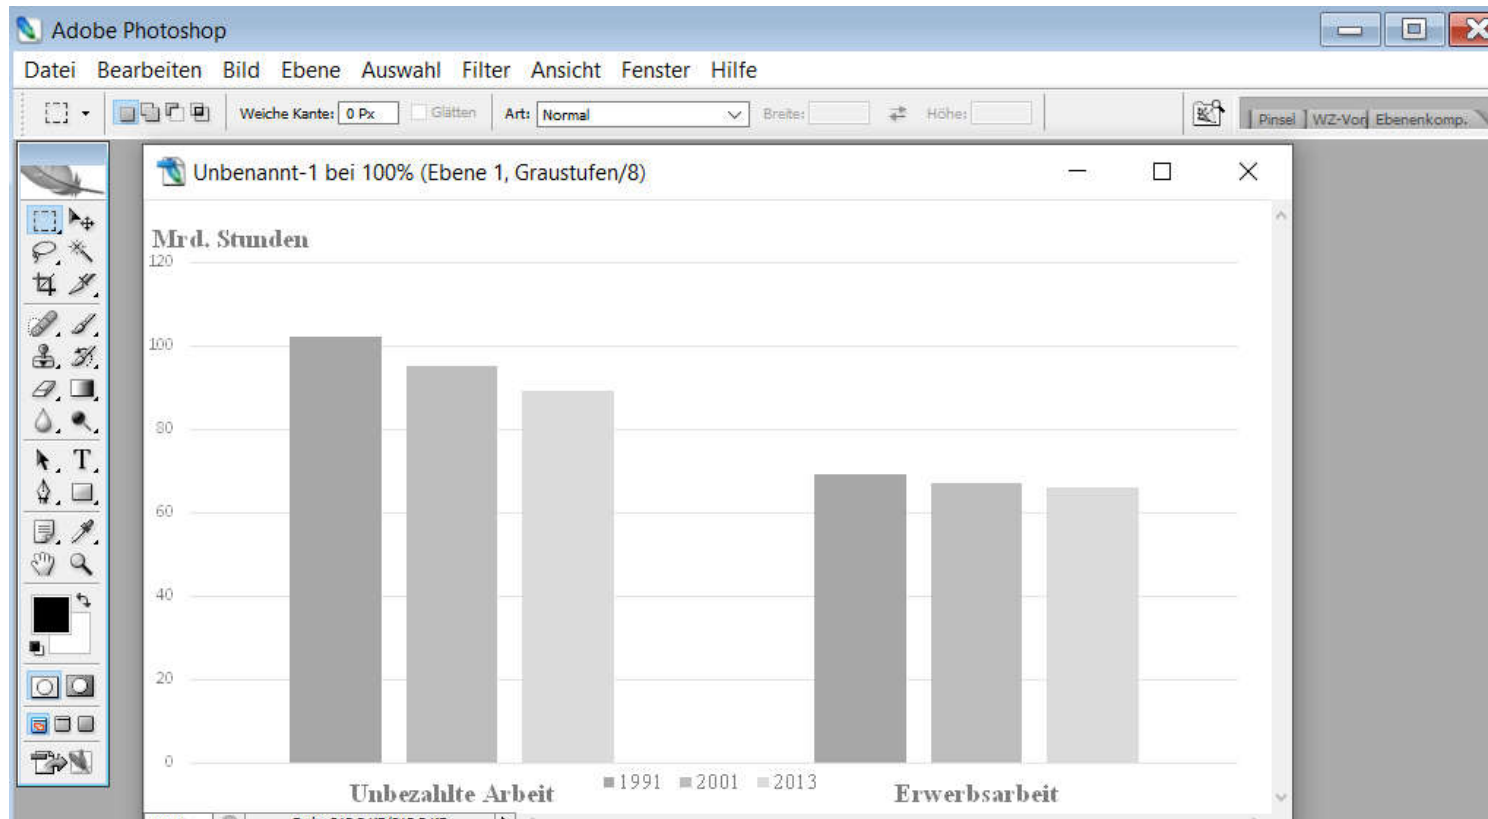 Adobe Photoshop
Datei Bearbeiten Bild Ebene Auswahl Filter Ansicht Fenster Hilfe
Weiche Kante: 0 Px Glätten Art: Normal Breite: Höhe: Pinsel WZ-Vor Ebenenkomp.
Unbenannt-1 bei 100% (Ebene 1, Graustufen/8)
Mrd. Stunden
120
100
80
60
40
20
0
1991 2001 2013
Unbezahlte Arbeit Erwerbsarbeit